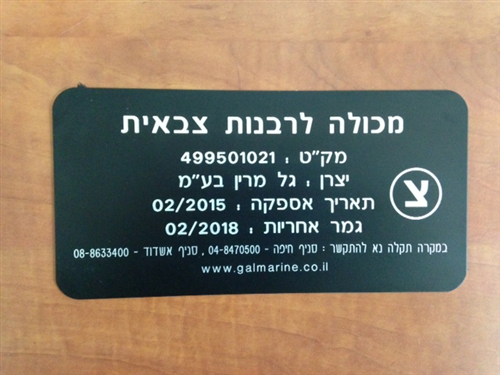 מכולה לרבנות צבאית
מק"ט : 499501021
יצרן : גל מרין בע"מ
תאריך אספקה : 02/2015
גמר אחריות : 02/2018
צ
במקרה תקלה נא להתקשר : סניף חיפה - 04-8470500 , סניף אשדוד - 08-8633400
www.galmarine.co.il